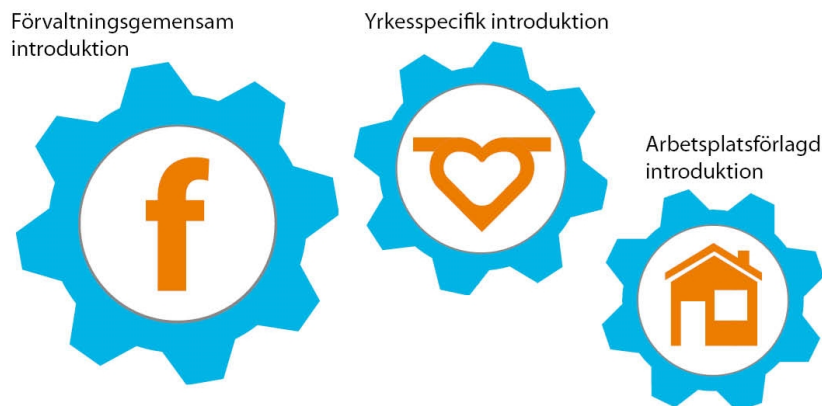 Förvaltningsgemensam
introduktion
Yrkesspecifik introduktion
Arbetsplatsförlagd
introduktion
f